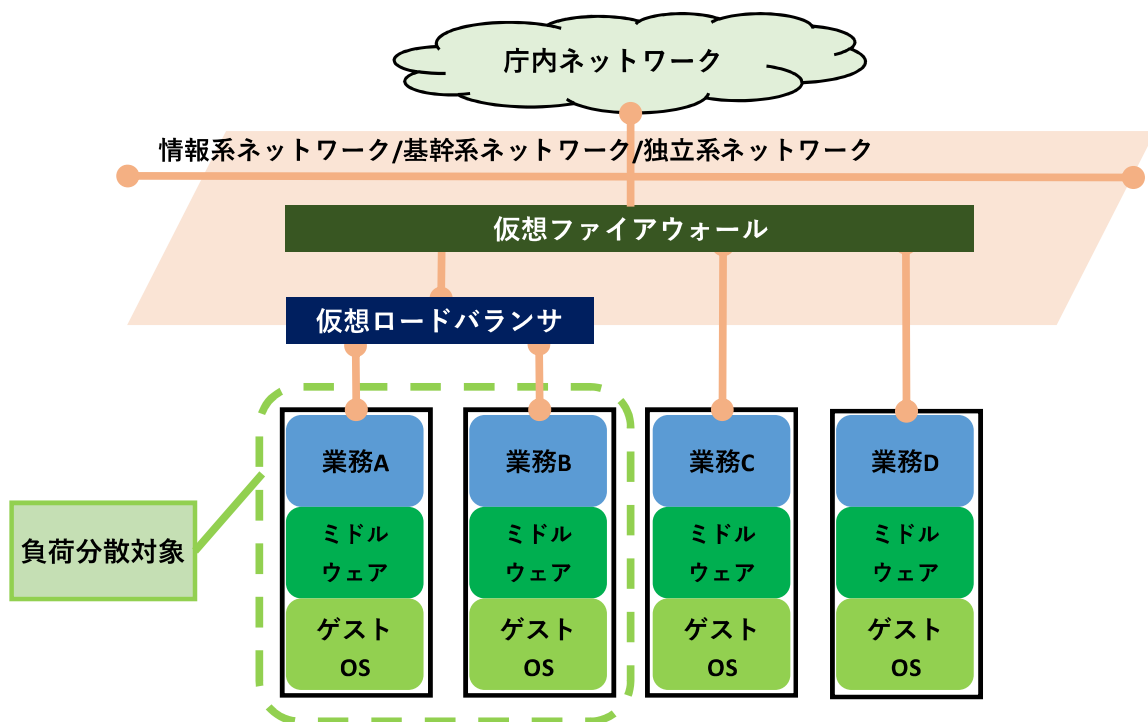 庁内ネットワーク
情報系ネットワーク/基幹系ネットワーク/独立系ネットワーク
仮想ファイアウォール
仮想ロードバランサ
負荷分散対象
業務A
ミドル
ウェア
ゲスト
OS
業務B
ミドル
ウェア
ゲスト
OS
業務C
ミドル
ウェア
ゲスト
OS
業務D
ミドル
ウェア
ゲスト
OS